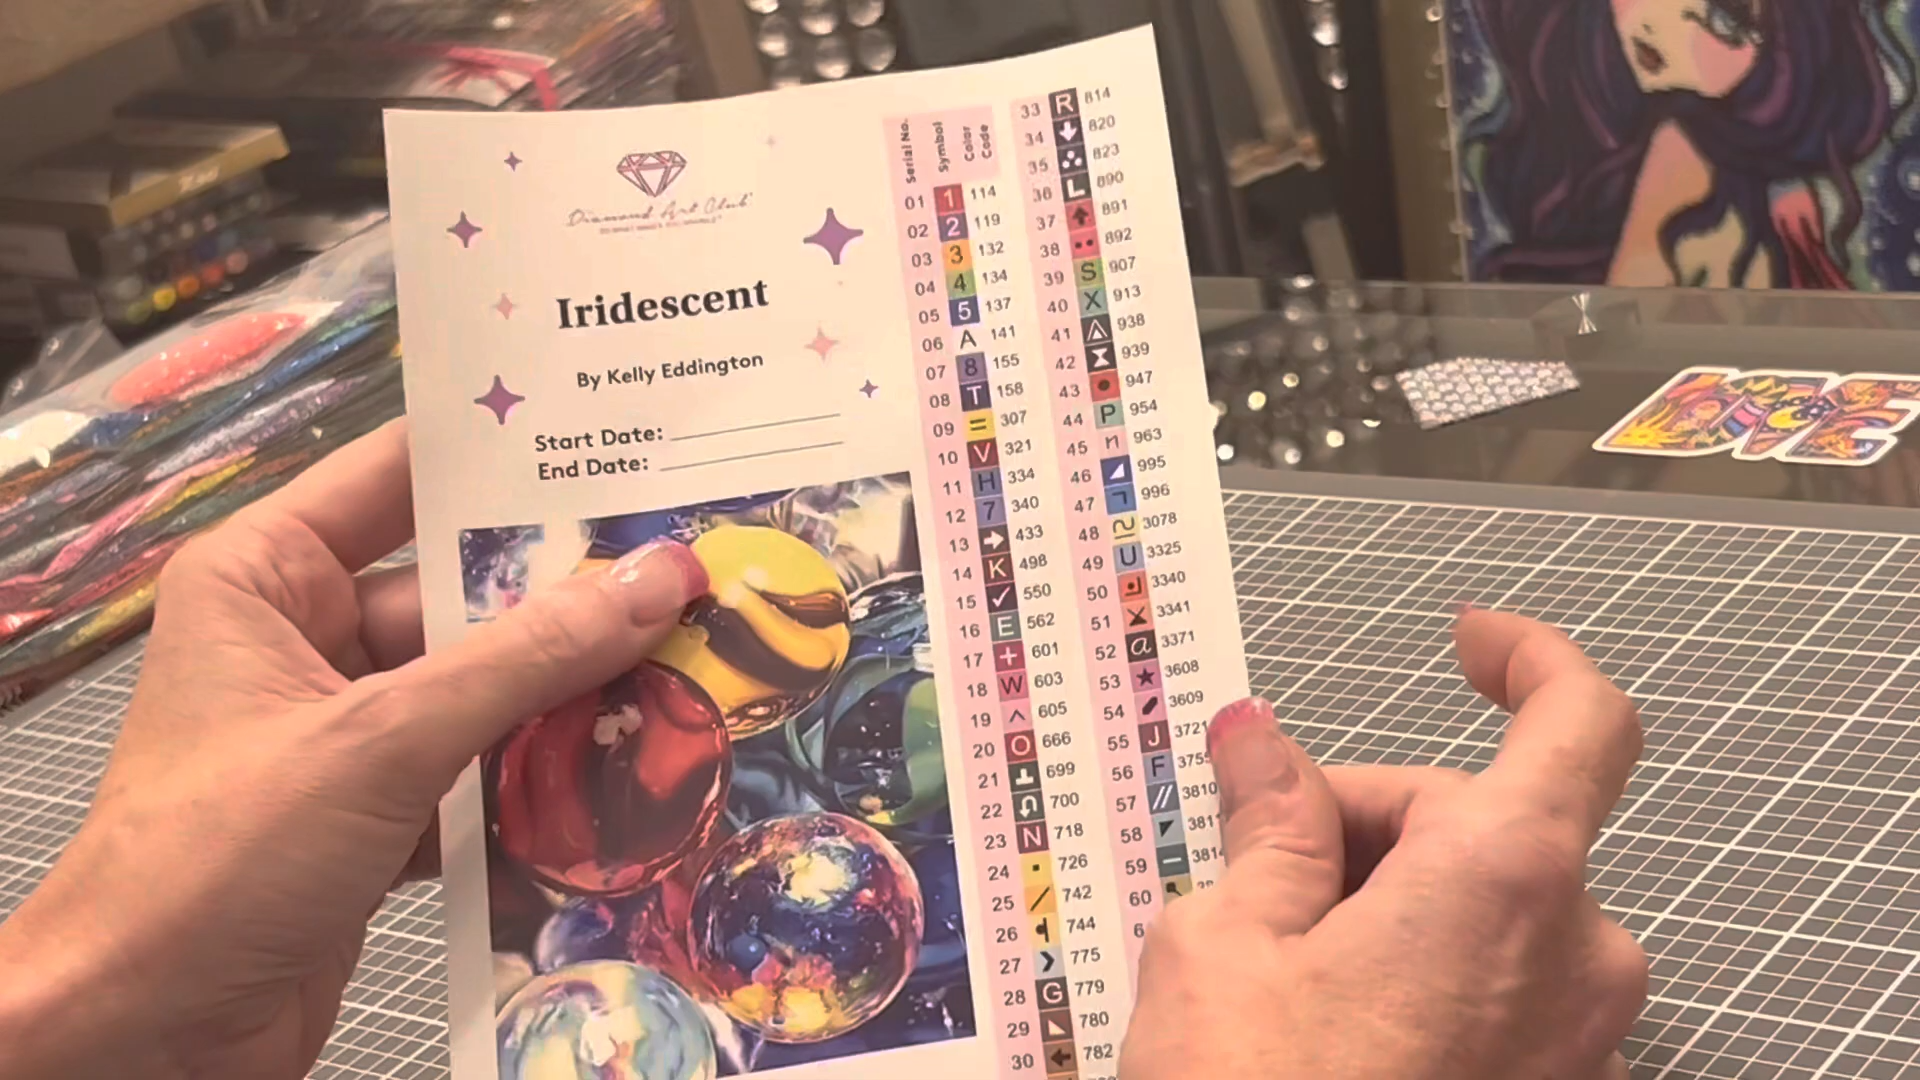 Diamond Art Club
Iridescent
By Kelly Eddington
Start Date:
End Date:
Serial No. Symbol Color Code
01 1 114
02 2 119
03 3 132
04 4 134
05 5 137
06 A 141
07 8 155
08 T 158
09 = 307
10 V 321
11 H 334
12 7 340
13 433
14 K 498
15 ✓ 550
16 E 562
17 + 601
18 W 603
19 ^ 605
20 O 666
21 699
22 700
23 N 718
24 726
25 / 742
26 744
27 775
28 G 779
29 780
30 782
33 R 814
34 820
35 823
36 L 890
37 891
38 892
39 S 907
40 X 913
41 938
42 939
43 947
44 P 954
45 963
46 995
47 996
48 3078
49 U 3325
50 3340
51 3341
52 a 3371
53 ★ 3608
54 3609
55 J 3721
56 F 3755
57 // 3810
58 381
59 – 3814
60
LOVE